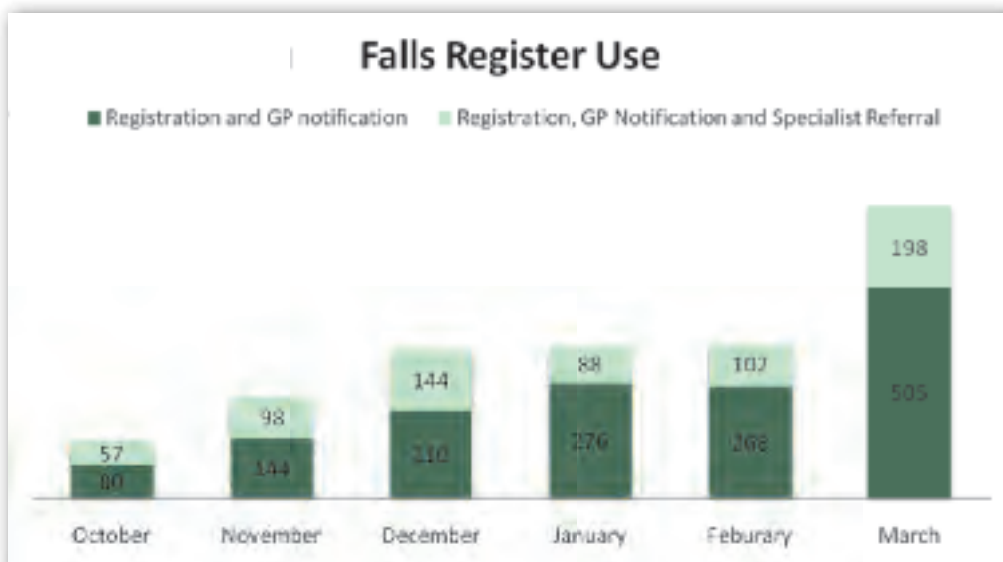 Falls Register Use
Registration and GP notification Registration, GP Notification and Specialist Referral
198
88 102
144 505
98 276 268
57 144 210
80
October November December January Feburary March